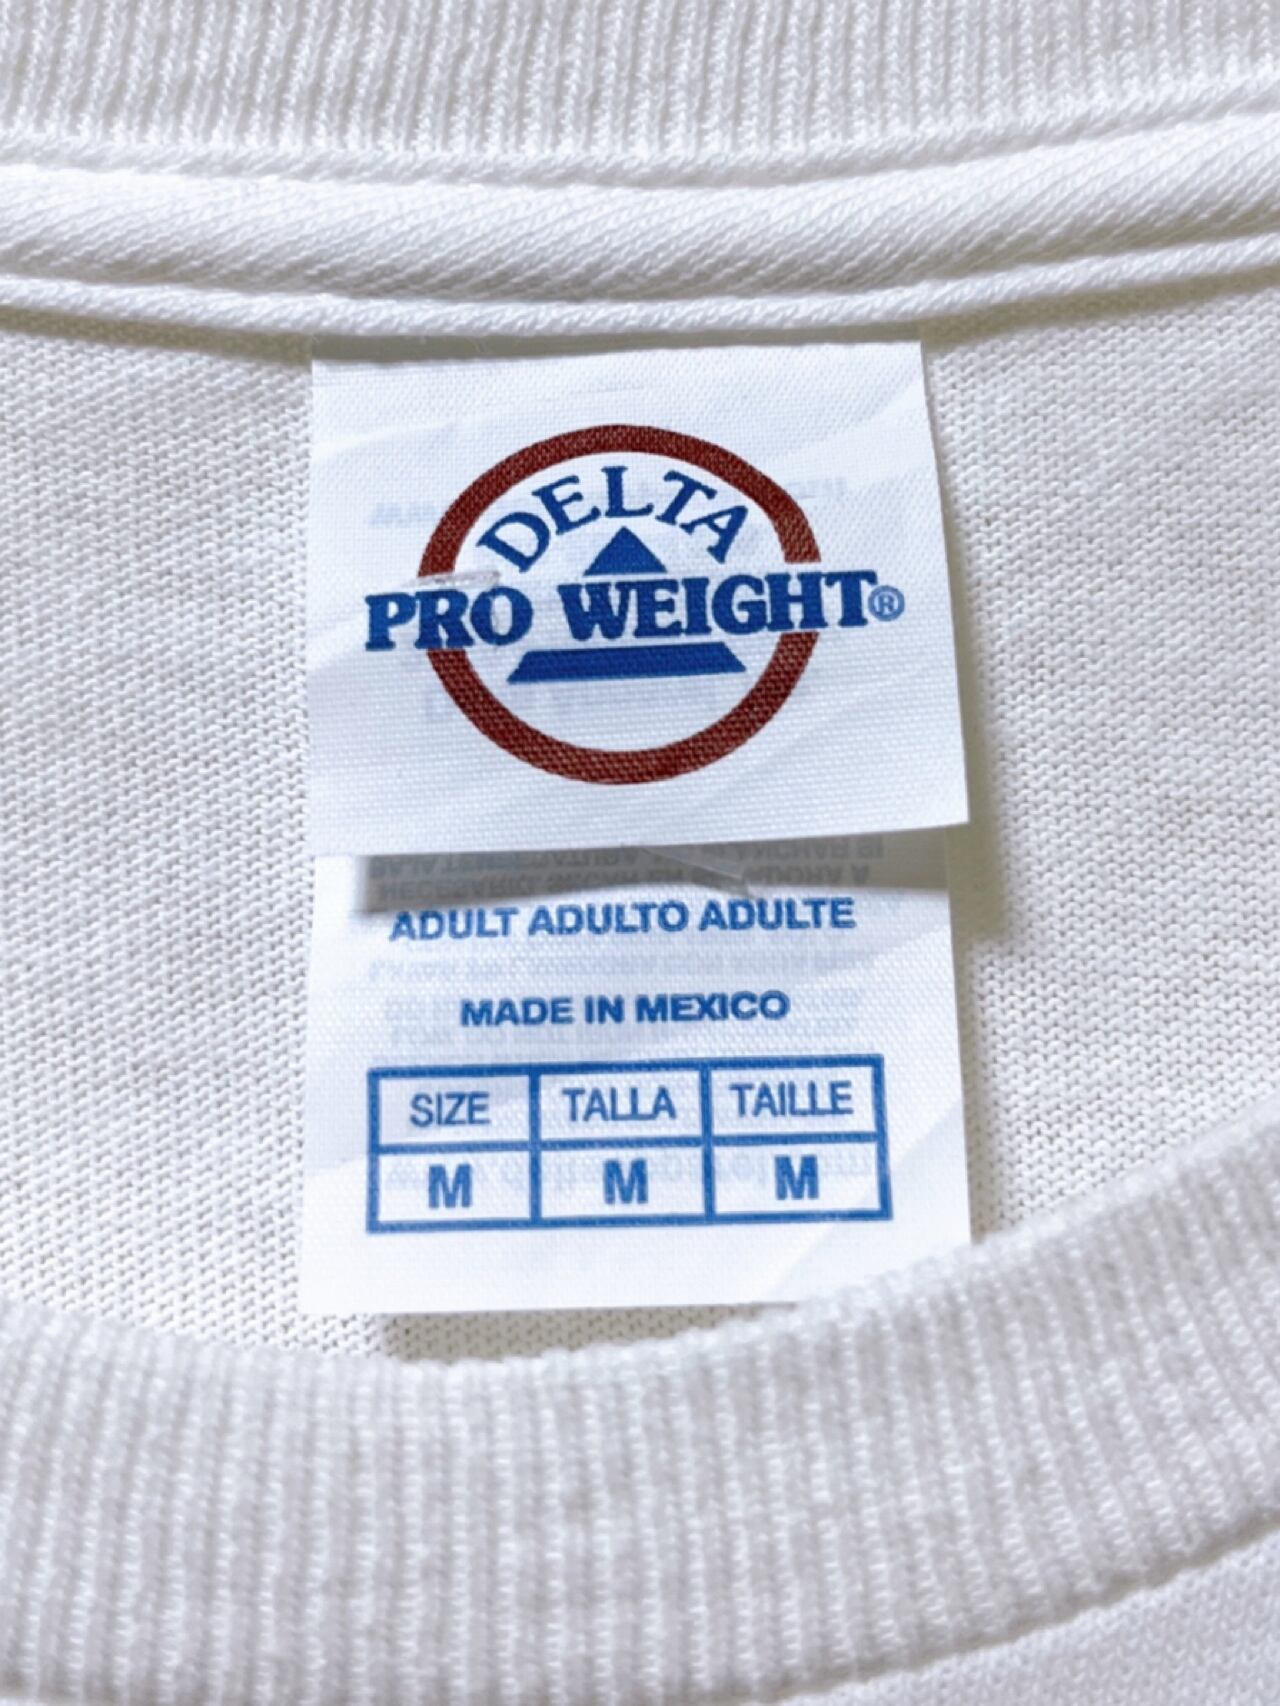 DELTA
PRO WEIGHT®
ADULT ADULTO ADULTE
MADE IN MEXICO
SIZE TALLA TAILLE
M M M